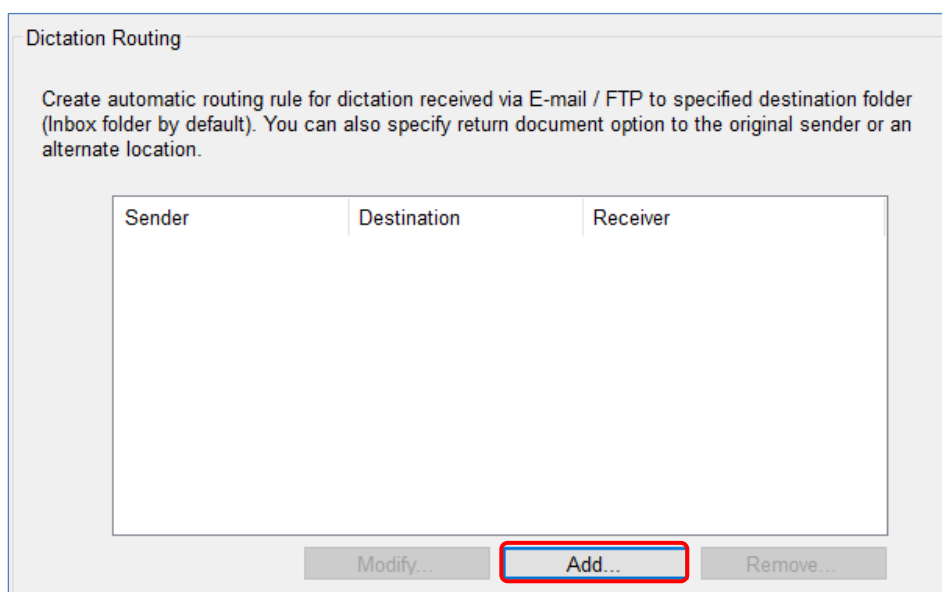 Dictation Routing
Create automatic routing rule for dictation received via E-mail / FTP to specified destination folder
(Inbox folder by default). You can also specify return document option to the original sender or an
alternate location.
Sender Destination Receiver
Modify... Add... Remove...